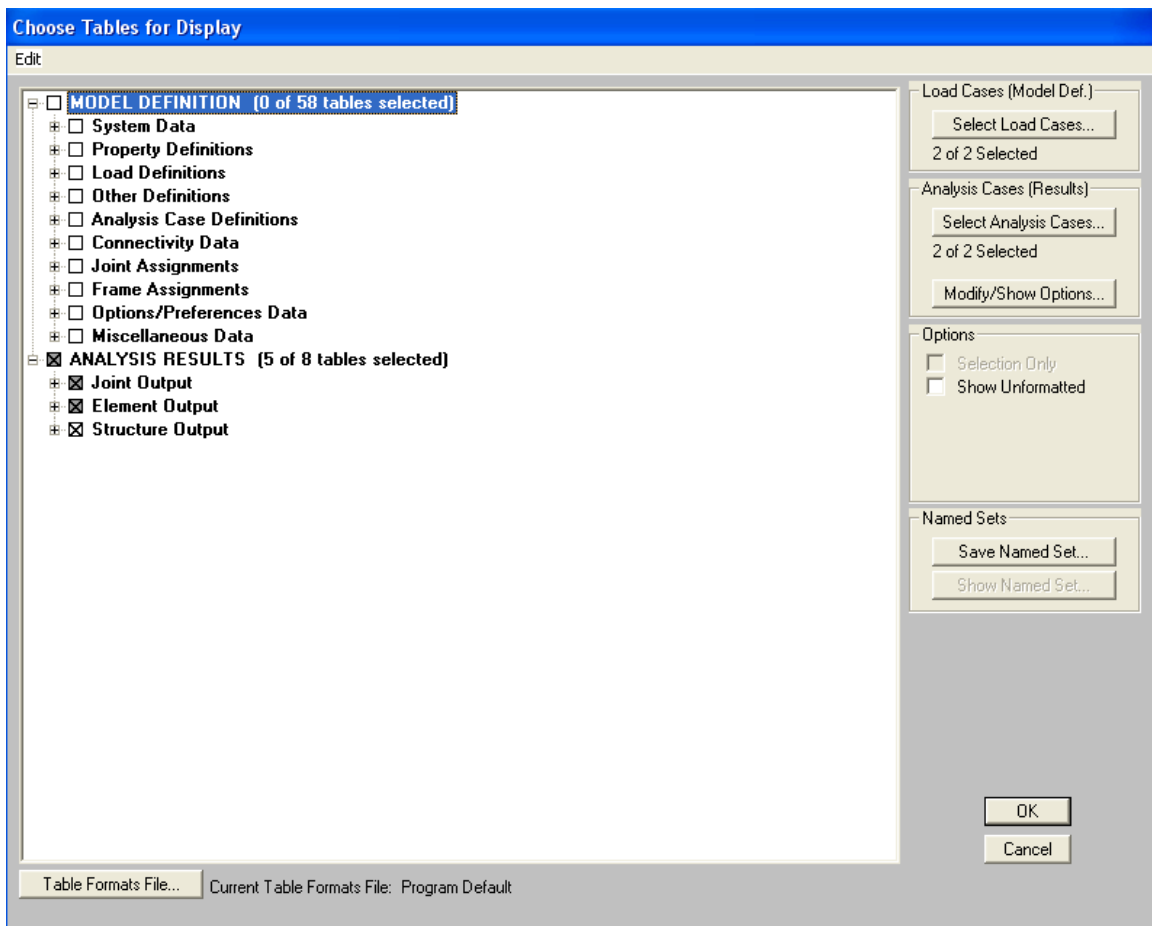 Choose Tables for Display
Edit
MODEL DEFINITION (0 of 58 tables selected)
System Data
Property Definitions
Load Definitions
Other Definitions
Analysis Case Definitions
Connectivity Data
Joint Assignments
Frame Assignments
Options/Preferences Data
Miscellaneous Data
ANALYSIS RESULTS (5 of 8 tables selected)
Joint Output
Element Output
Structure Output
Load Cases (Model Def.)
Select Load Cases...
2 of 2 Selected
Analysis Cases (Results)
Select Analysis Cases...
2 of 2 Selected
Modify/Show Options...
Options
Selection Only
Show Unformatted
Named Sets
Save Named Set...
Show Named Set...
OK
Cancel
Table Formats File...
Current Table Formats File: Program Default